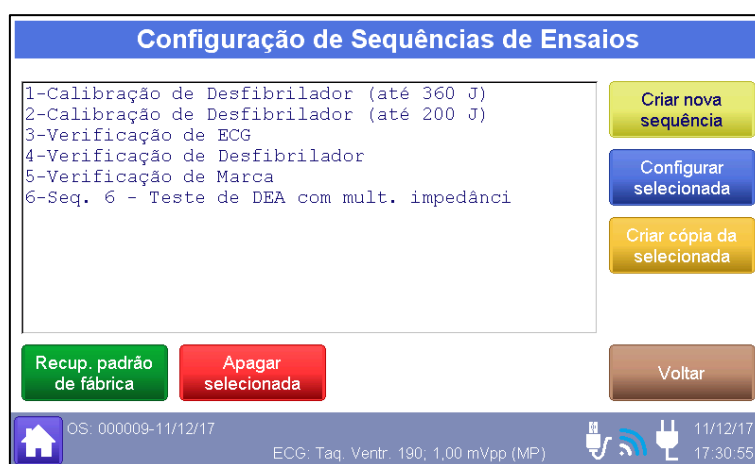 Configuração de Sequências de Ensaios
1-Calibração de Desfibrilador (até 360 J)
2-Calibração de Desfibrilador (até 200 J)
3-Verificação de ECG
4-Verificação de Desfibrilador
5-Verificação de Marca
6-Seq. 6 - Teste de DEA com mult. impedânci
Criar nova
sequência
Configurar
selecionada
Criar cópia da
selecionada
Recup. padrão
de fábrica
Apagar
selecionada
Voltar
OS: 000009-11/12/17
ECG: Taq. Ventr. 190; 1,00 mVpp (MP)
11/12/17
17:30:55